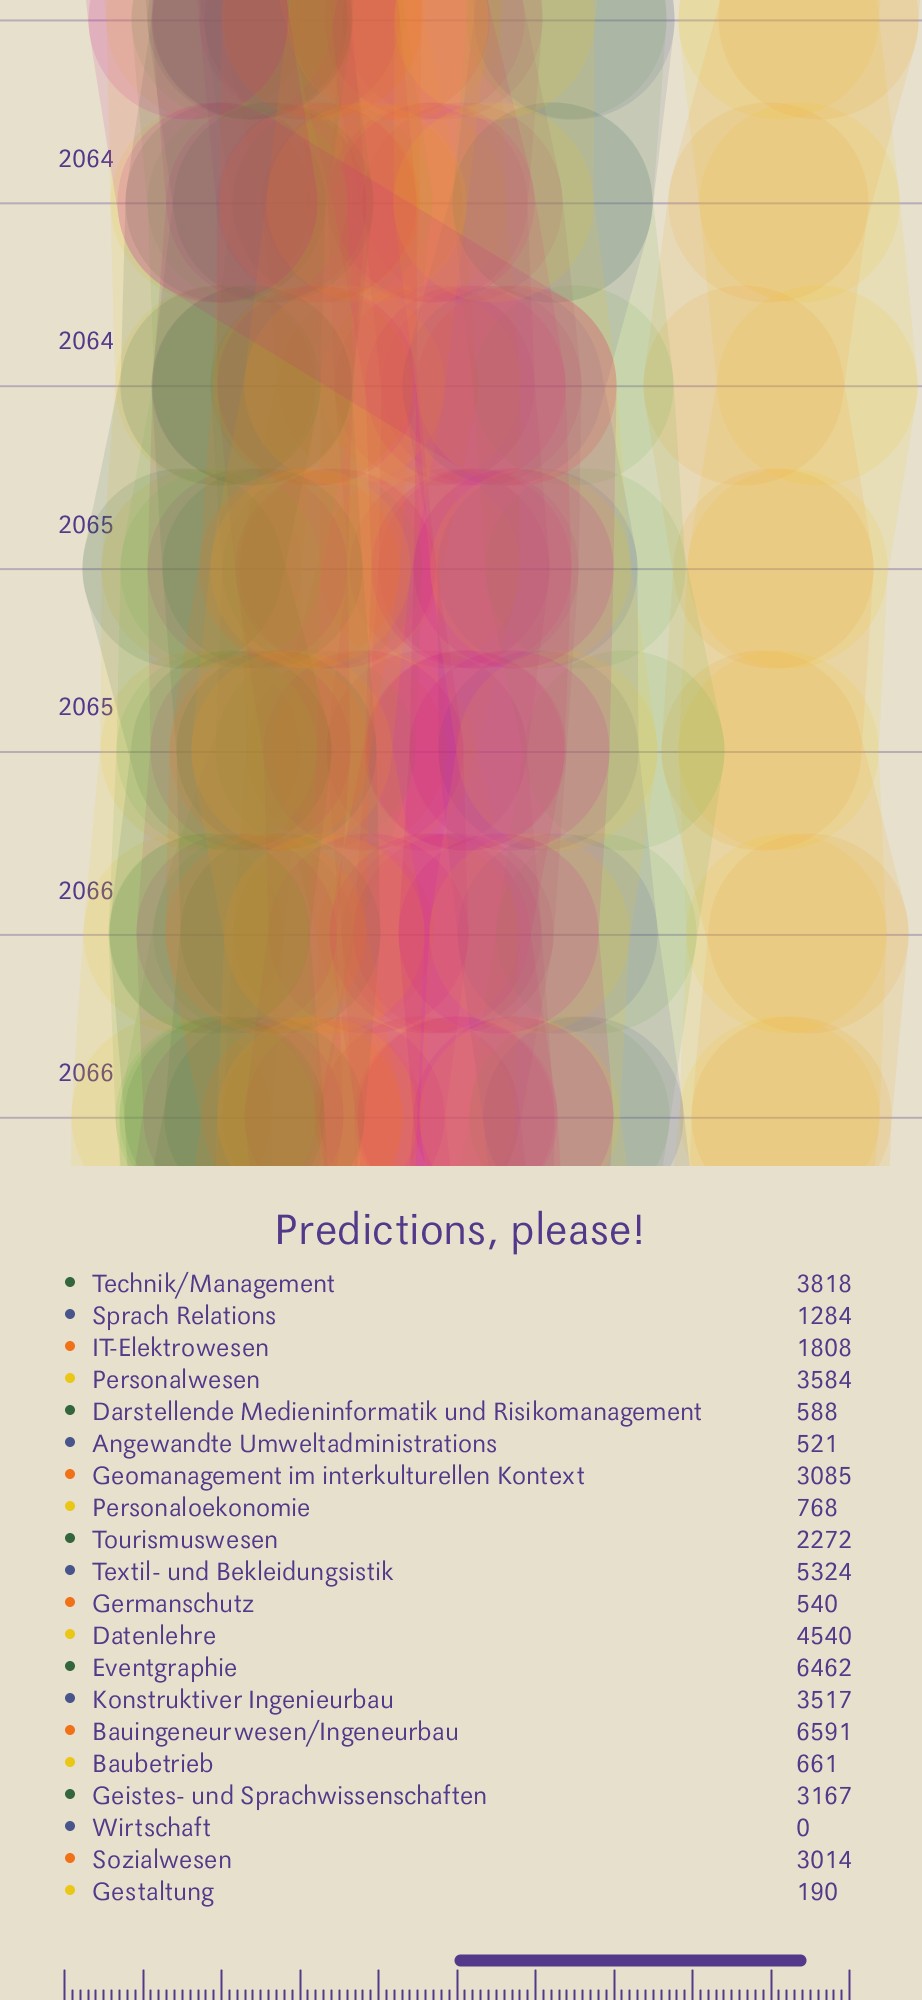 2064
2064
2065
2065
2066
2066
Predictions, please!
Technik/Management 3818
Sprach Relations 1284
IT-Elektrowesen 1808
Personalwesen 3584
Darstellende Medieninformatik und Risikomanagement 588
Angewandte Umweltadministrations 521
Geomanagement im interkulturellen Kontext 3085
Personaloekonomie 768
Tourismuswesen 2272
Textil- und Bekleidungsistik 5324
Germanschutz 540
Datenlehre 4540
Eventgraphie 6462
Konstruktiver Ingenieurbau 3517
Bauingeneurwesen/Ingeneurbau 6591
Baubetrieb 661
Geistes- und Sprachwissenschaften 3167
Wirtschaft 0
Sozialwesen 3014
Gestaltung 190